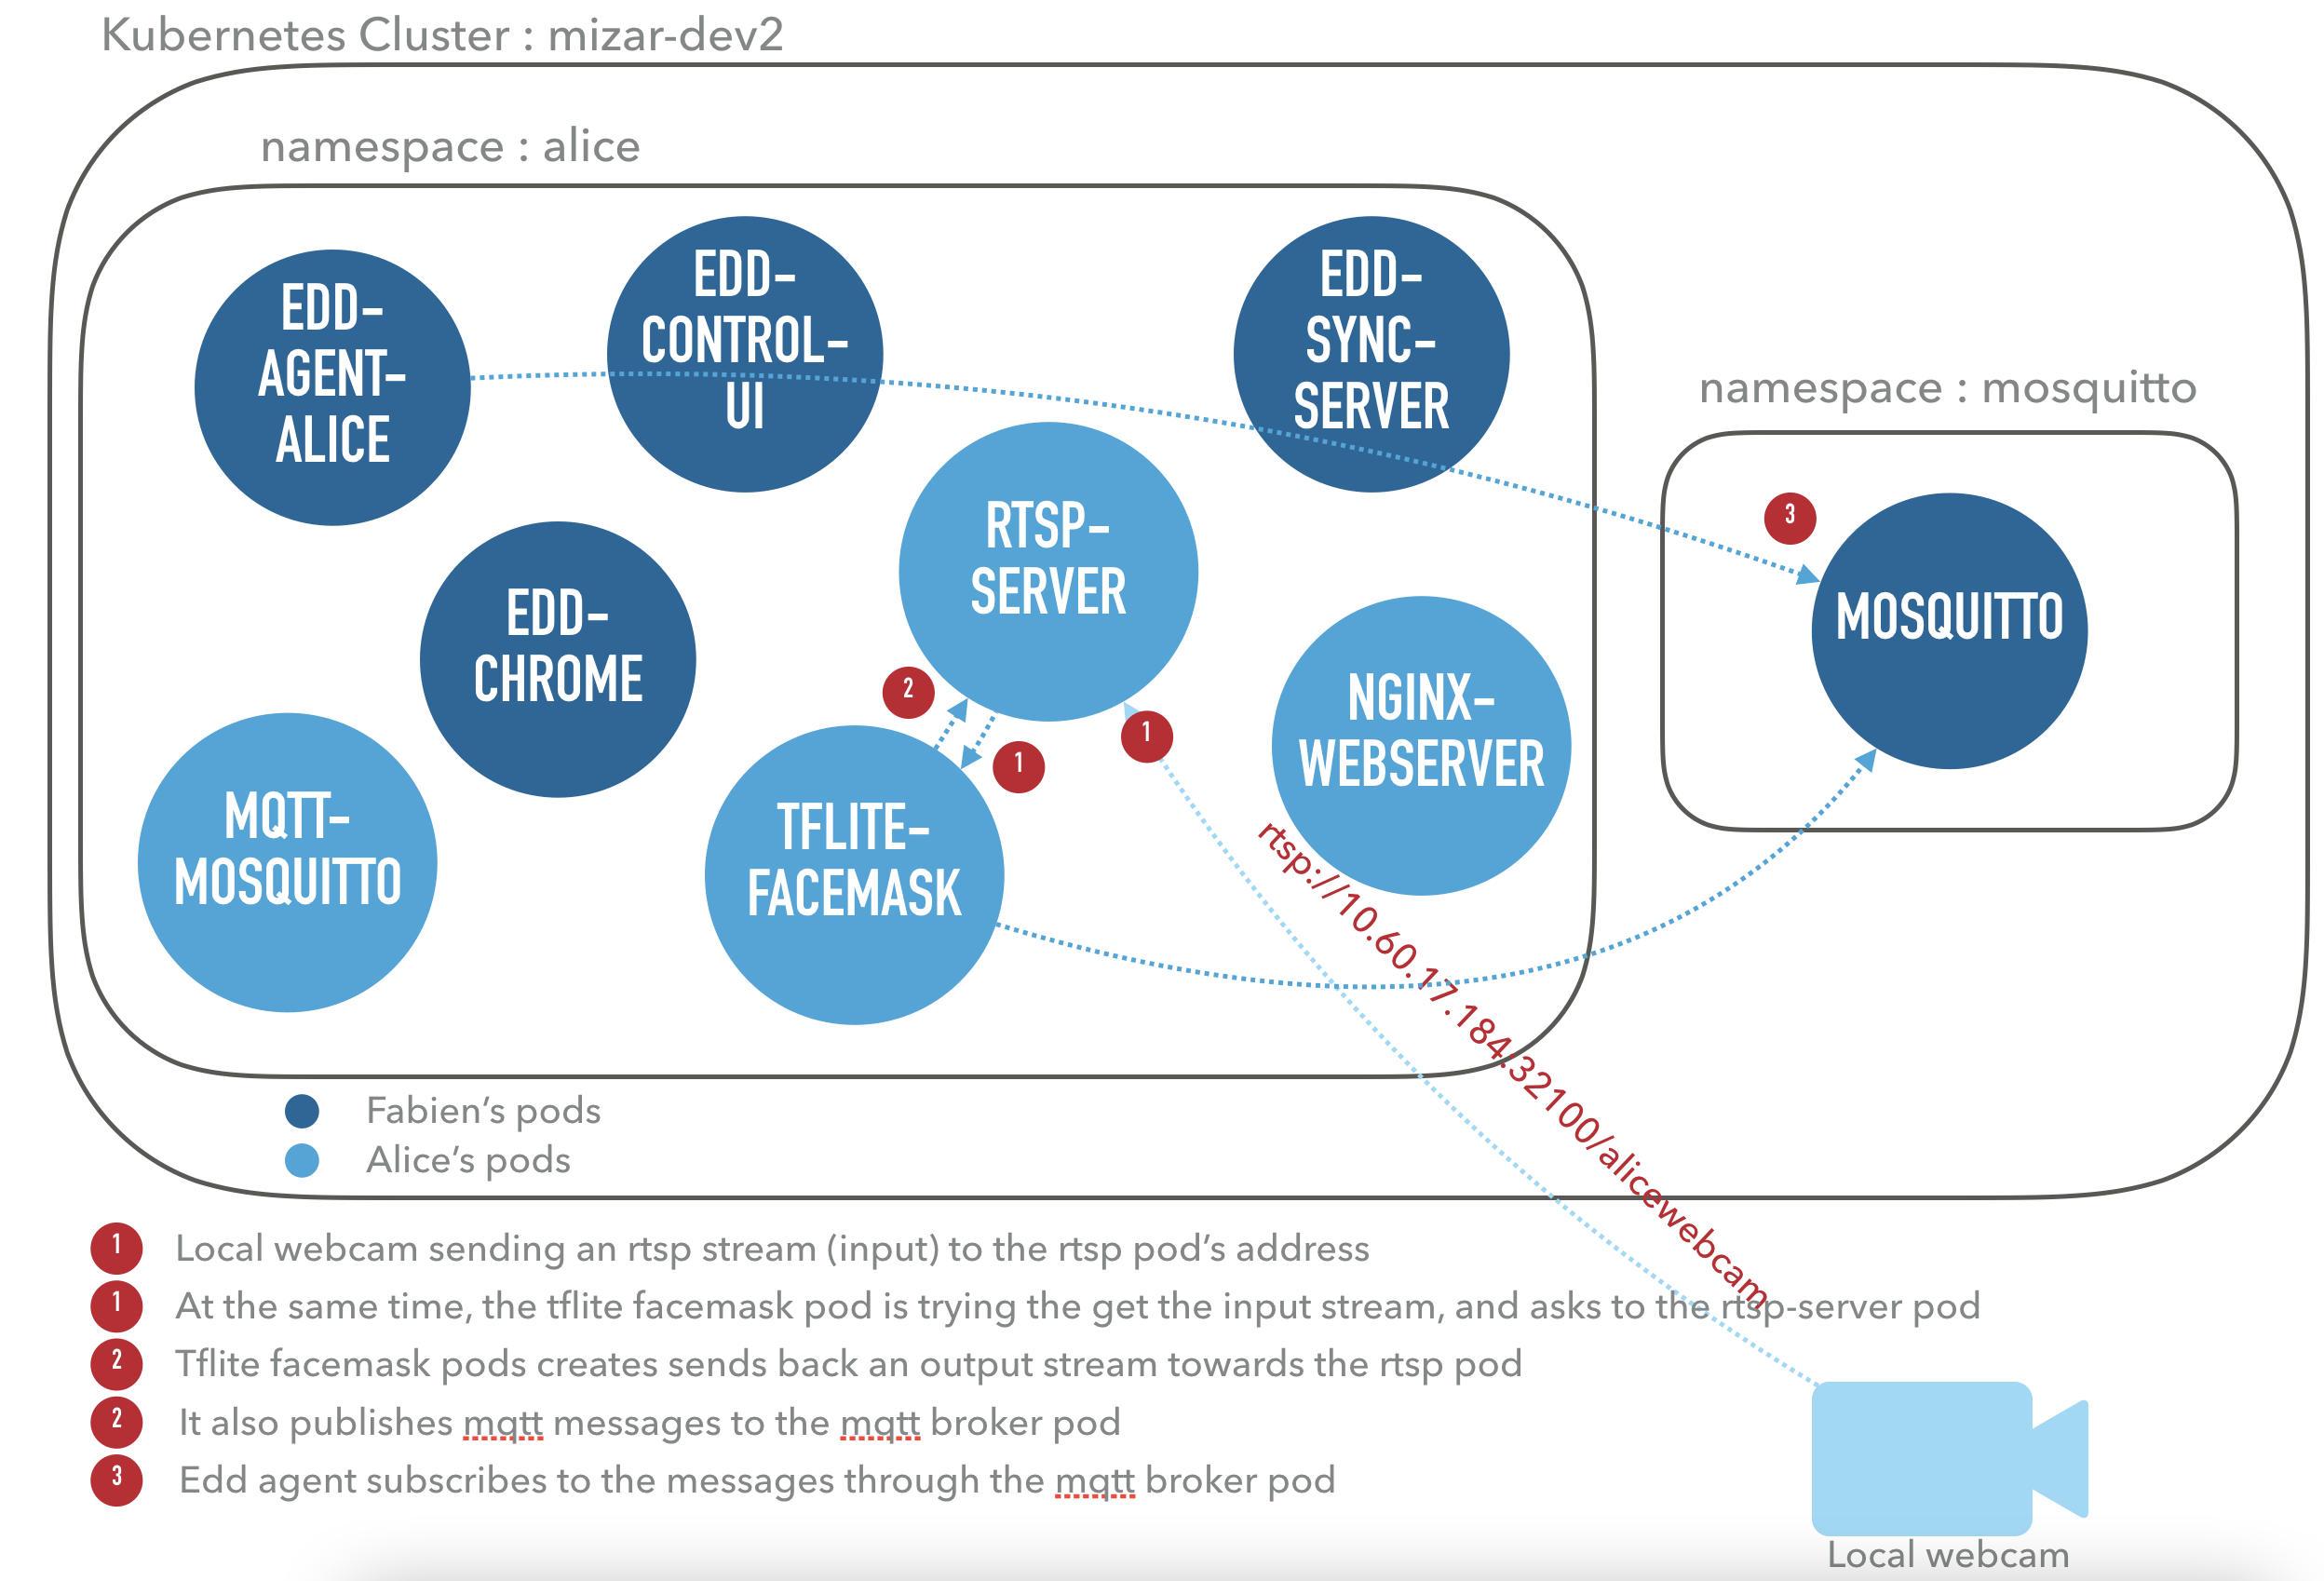 Kubernetes Cluster : mizar-dev2
namespace : alice
EDD-
AGENT-
ALICE
EDD-
CONTROL-
UI
EDD-
SYNC-
SERVER
namespace : mosquitto
RTSP-
SERVER
3
MOSQUITTO
EDD-
CHROME
2
1
1
NGINX-
WEBSERVER
MQTT-
MOSQUITTO
TFLITE-
FACEMASK
rtsp://10.60.17.184:32100/alicewebcam
Fabien's pods
Alice's pods
1 Local webcam sending an rtsp stream (input) to the rtsp pod's address
1 At the same time, the tflite facemask pod is trying the get the input stream, and asks to the rtsp-server pod
2 Tflite facemask pods creates sends back an output stream towards the rtsp pod
2 It also publishes mqtt messages to the mqtt broker pod
3 Edd agent subscribes to the messages through the mqtt broker pod
Local webcam